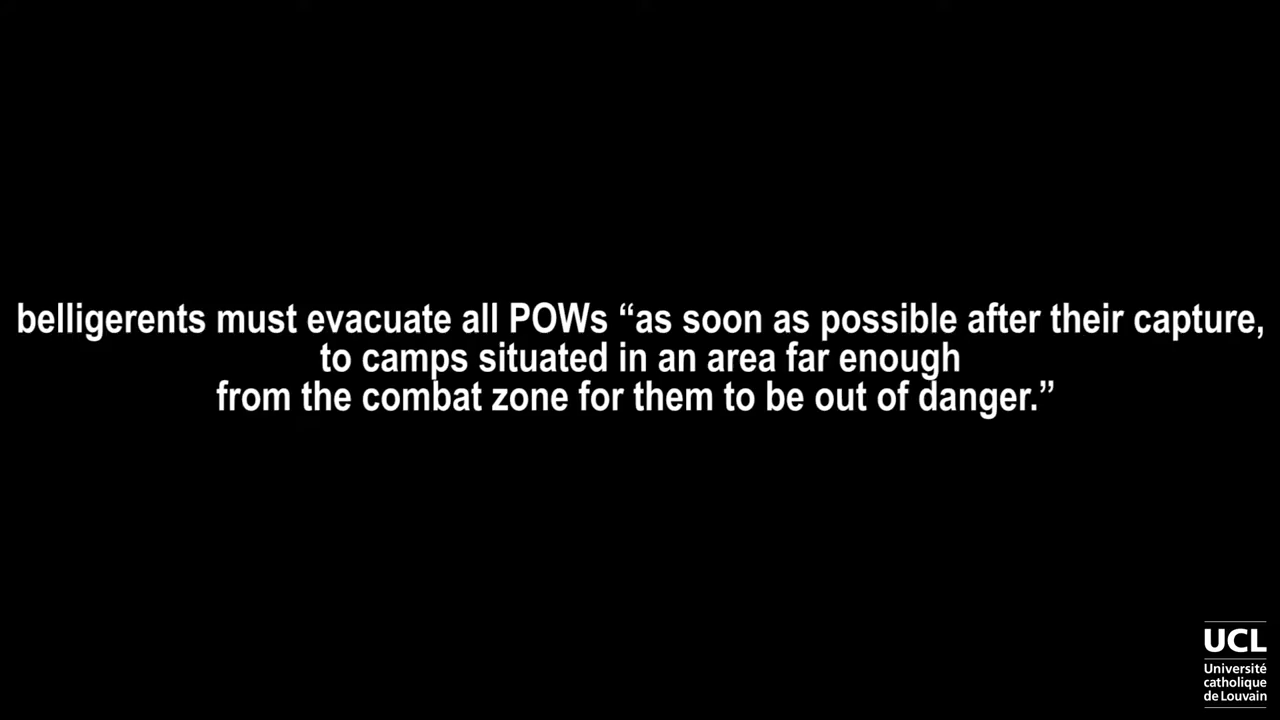 belligerents must evacuate all POWs “as soon as possible after their capture,
to camps situated in an area far enough
from the combat zone for them to be out of danger.”
UCL
Université
catholique
de Louvain